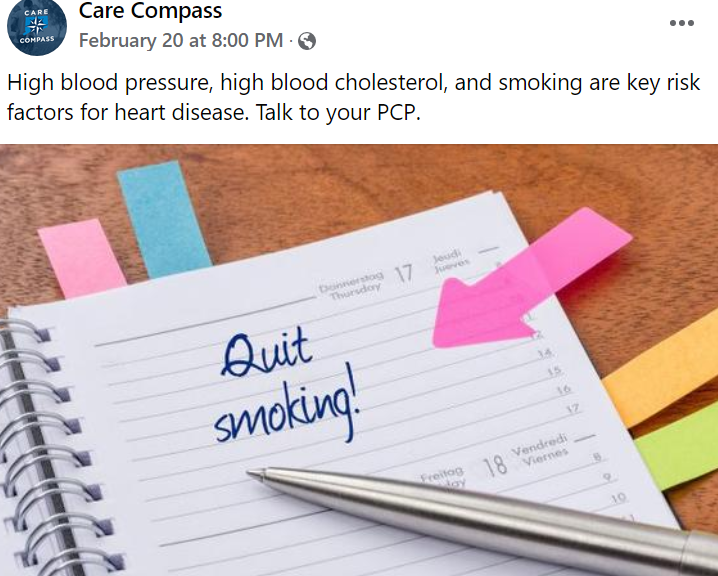 CARE
COMPASS
Care Compass
February 20 at 8:00 PM ·
High blood pressure, high blood cholesterol, and smoking are key risk
factors for heart disease. Talk to your PCP.
Donnerstag 17 Jeudi
Thursday Jueves
Quit
smoking!
12
14
15
16
17
Freitag 18 Vendredi
Viernes
8
9
10